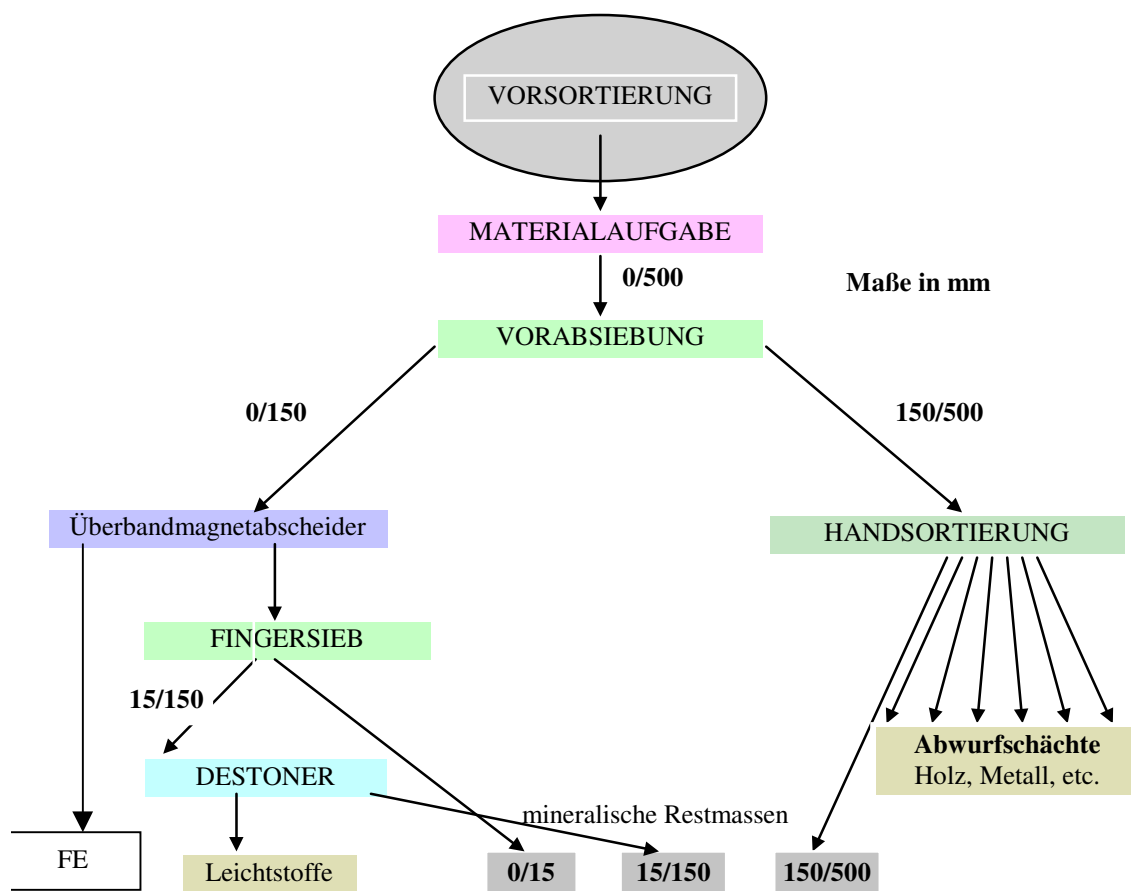 VORSORTIERUNG
MATERIALAUFGABE
0/500
Maße in mm
VORABSIEBUNG
0/150
150/500
Überbandmagnetabscheider
HANDSORTIERUNG
FINGERSIEB
15/150
Abwurfschächte
Holz, Metall, etc.
DESTONER
mineralische Restmassen
FE
Leichtstoffe
0/15
15/150
150/500